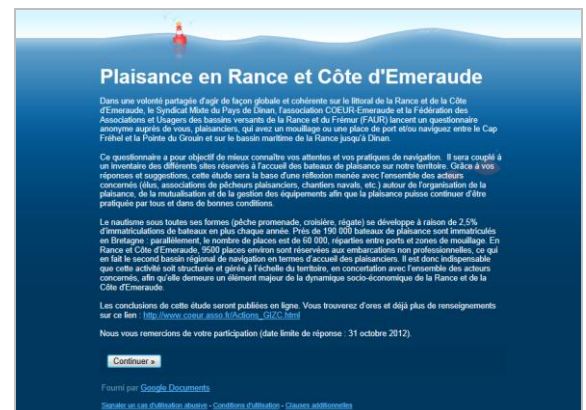 Plaisance en Rance et Côte d'Emeraude
Dans une volonté partagée d'agir de façon globale et cohérente sur le littoral de la Rance et de la Côte
d'Emeraude, le Syndicat Mixte du Pays de Dinan, l'association COEUR-Emeraude et la Fédération des
Associations et Usagers des bassins versants de la Rance et du Frémur (FAUR) lancent un questionnaire
anonyme auprès de vous, plaisanciers, qui avez un mouillage ou une place de port et/ou naviguez entre le Cap
Fréhel et la Pointe du Grouin et sur le bassin maritime de la Rance jusqu'à Dinan.
Ce questionnaire a pour objectif de mieux connaître vos attentes et vos pratiques de navigation. Il sera couplé à
un inventaire des différents sites réservés à l'accueil des bateaux de plaisance sur notre territoire. Grâce à vos
réponses et suggestions, cette étude sera la base d'une réflexion menée avec l'ensemble des acteurs
concernés (élus, associations de pêcheurs plaisanciers, chantiers navals, etc.) autour de l'organisation de la
plaisance, de la mutualisation et de la gestion des équipements afin que la plaisance puisse continuer d'être
pratiquée par tous et dans de bonnes conditions.
Le nautisme sous toutes ses formes (pêche promenade, croisière, régate) se développe à raison de 2,5%
d'immatriculations de bateaux en plus chaque année. Près de 190 000 bateaux de plaisance sont immatriculés
en Bretagne : parallèlement, le nombre de places est de 60 000, réparties entre ports et zones de mouillage. En
Rance et Côte d'Emeraude, 9500 places environ sont réservées aux embarcations non professionnelles, ce qui
en fait le second bassin régional de navigation en termes d'accueil des plaisanciers. Il est donc indispensable
que cette activité soit structurée et gérée à l'échelle du territoire, en concertation avec l'ensemble des acteurs
concernés, afin qu'elle demeure un élément majeur de la dynamique socio-économique de la Rance et de la
Côte d'Emeraude.
Les conclusions de cette étude seront publiées en ligne. Vous trouverez d'ores et déjà plus de renseignements
sur ce lien : http://www.coeur.asso.fr/Actions_GIZC.html
Nous vous remercions de votre participation (date limite de réponse : 31 octobre 2012).
Continuer »
Fourni par Google Documents
Signaler un cas d'utilisation abusive - Conditions d'utilisation - Clauses additionnelles